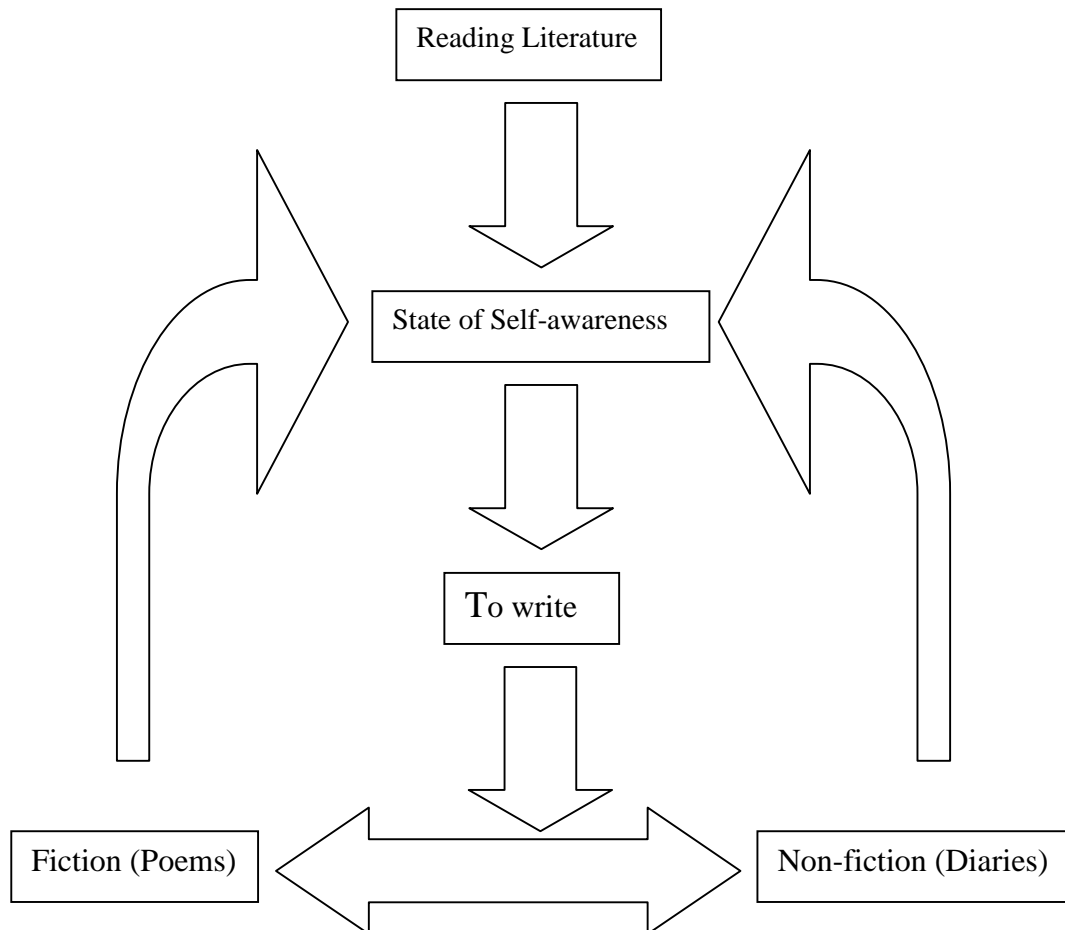 Reading Literature
State of Self-awareness
To write
Fiction (Poems)
Non-fiction (Diaries)